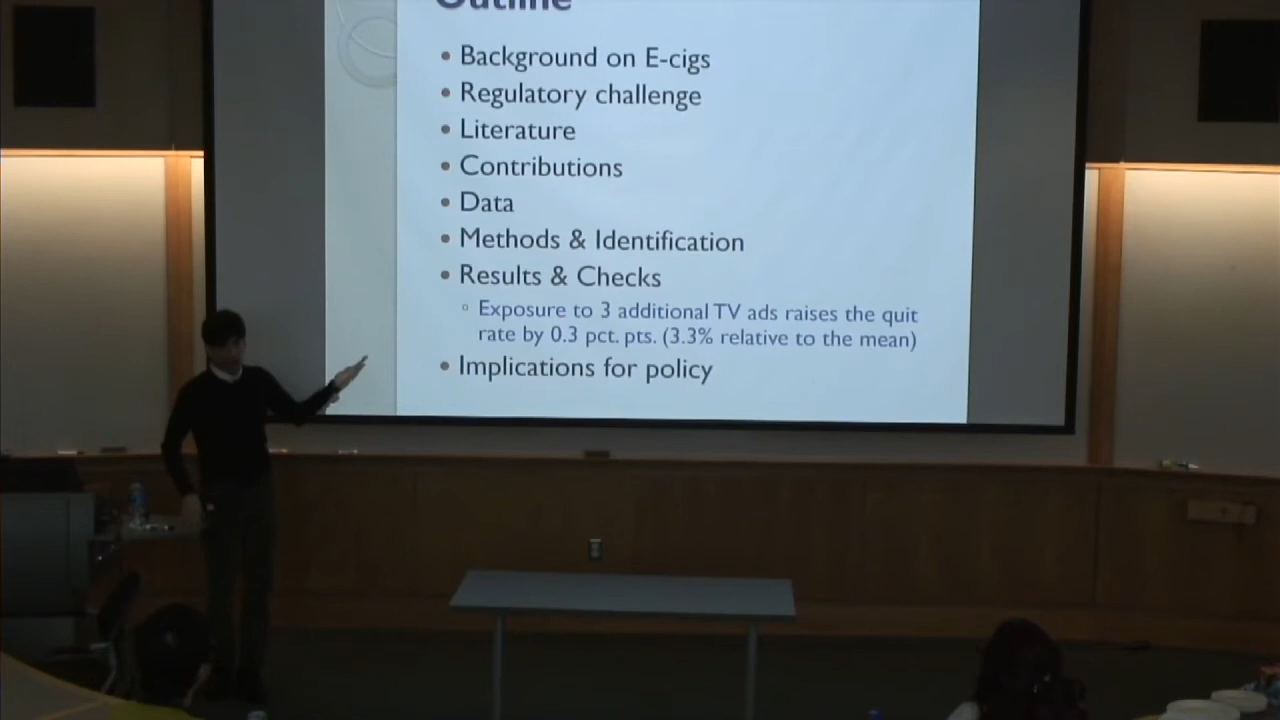 Outline
• Background on E-cigs
• Regulatory challenge
• Literature
• Contributions
• Data
• Methods & Identification
• Results & Checks
◦ Exposure to 3 additional TV ads raises the quit
rate by 0.3 pct. pts. (3.3% relative to the mean)
• Implications for policy